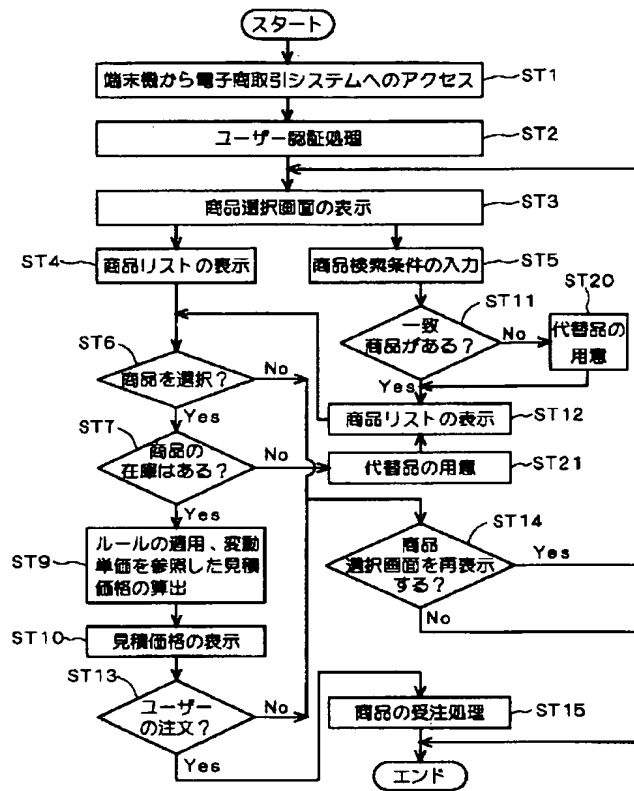 スタート
端末機から電子商取引システムへのアクセス
ST1
ユーザー認証処理
ST2
商品選択画面の表示
ST3
ST4
商品リストの表示
商品検索条件の入力
ST5
ST11
ST20
一致
商品がある？
No
代替品の
用意
Yes
ST6
商品を選択？
No
Yes
商品リストの表示
ST12
ST7
商品の
在庫はある？
No
代替品の用意
ST21
Yes
ST14
商品
選択画面を再表示
する？
Yes
No
ST9
ルールの適用、変動
単価を参照した見積
価格の算出
ST10
見積価格の表示
ST13
ユーザー
の注文？
No
Yes
商品の受注処理
ST15
エンド